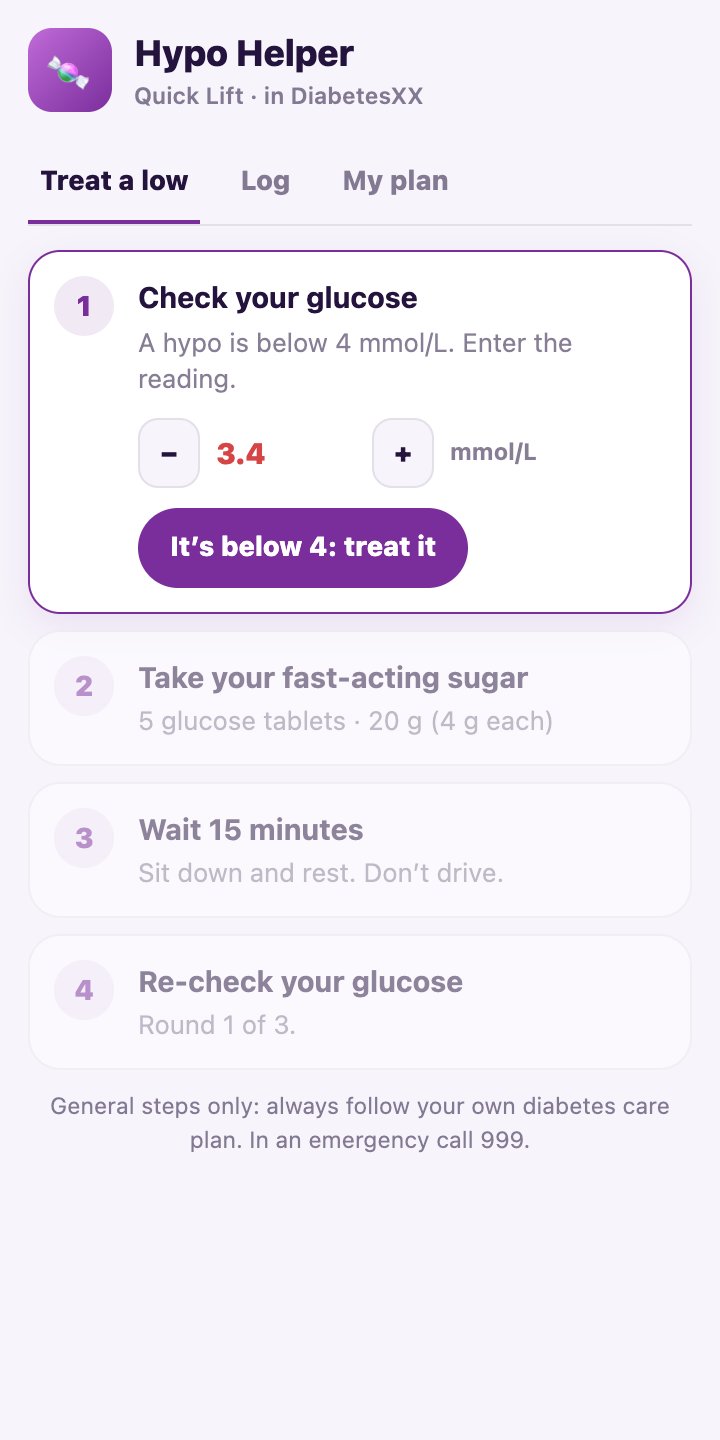 Hypo Helper
Quick Lift · in DiabetesXX
Treat a low Log My plan
1 Check your glucose
A hypo is below 4 mmol/L. Enter the
reading.
− 3.4 + mmol/L
It’s below 4: treat it
2 Take your fast-acting sugar
5 glucose tablets · 20 g (4 g each)
3 Wait 15 minutes
Sit down and rest. Don’t drive.
4 Re-check your glucose
Round 1 of 3.
General steps only: always follow your own diabetes care
plan. In an emergency call 999.